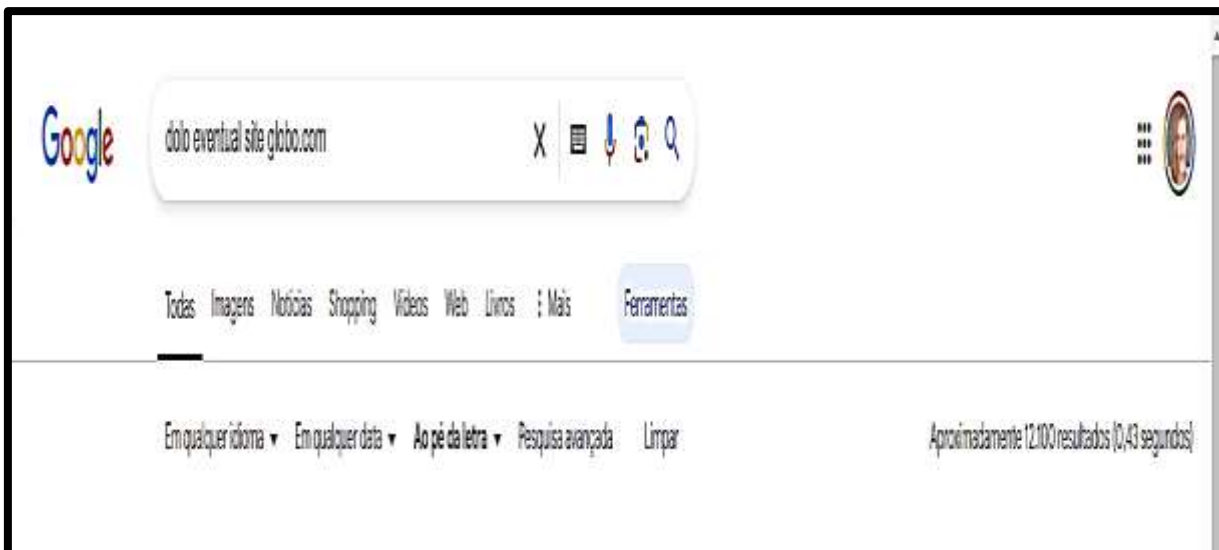 Google dolo eventual site globo.com
Todas Imagens Notícias Shopping Vídeos Web Livros Mais Ferramentas
Em qualquer idioma Em qualquer data Ao pé da letra Pesquisa avançada Limpar Aproximadamente 12.100 resultados (0,43 segundos)